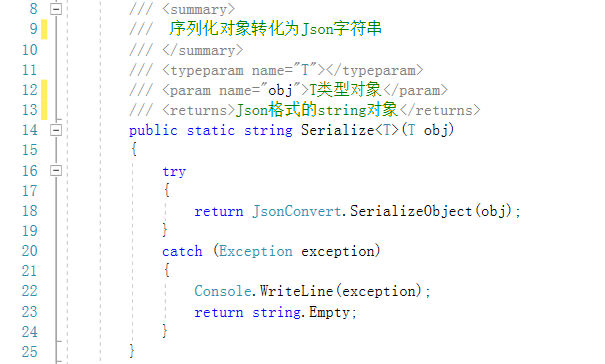 8 /// <summary>
9 /// 序列化对象转化为Json字符串
10 /// </summary>
11 /// <typeparam name="T"></typeparam>
12 /// <param name="obj">T类型对象</param>
13 /// <returns>Json格式的string对象</returns>
14 public static string Serialize<T>(T obj)
15 {
16 try
17 {
18 return JsonConvert.SerializeObject(obj);
19 }
20 catch (Exception exception)
21 {
22 Console.WriteLine(exception);
23 return string.Empty;
24 }
25 }